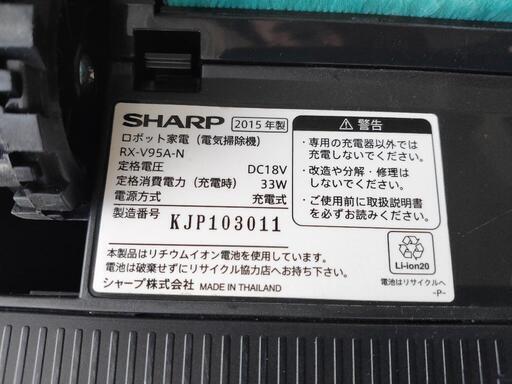 SHARP 2015年製
ロボット家電（電気掃除機）
RX-V95A-N
定格電圧 DC18V
定格消費電力（充電時） 33W
電源方式 充電式
製造番号 KJP103011
⚠警告
・専用の充電器以外では
充電しないでください。
・改造や分解・修理は
しないでください。
・ご使用前に取扱説明書
を必ずお読みください。
本製品はリチウムイオン電池を使用しています。
電池は破棄せずにリサイクル協力店へお持ち下さい。
シャープ株式会社 MADE IN THAILAND
Li-ion20
電池はリサイクルへ
-P-